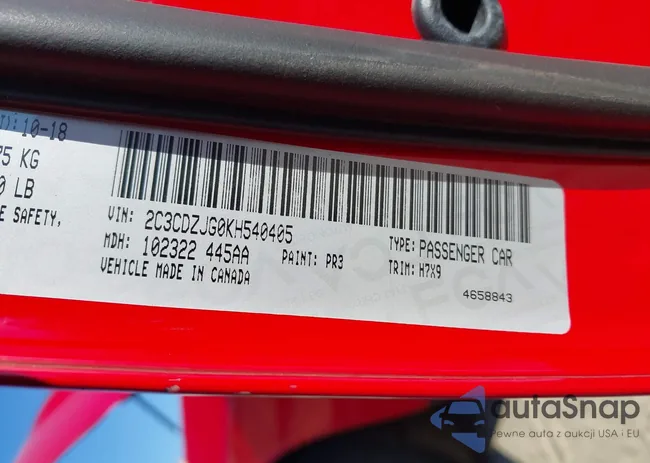 10-18
75 KG
0 LB
E SAFETY,
VIN: 2C3CDZJG0KH540405
MDH: 102322 445AA
PAINT: PR3
TYPE: PASSENGER CAR
VEHICLE MADE IN CANADA
TRIM: H7X9
4658843
autaSnap
Pewne auta z aukcji USA i EU